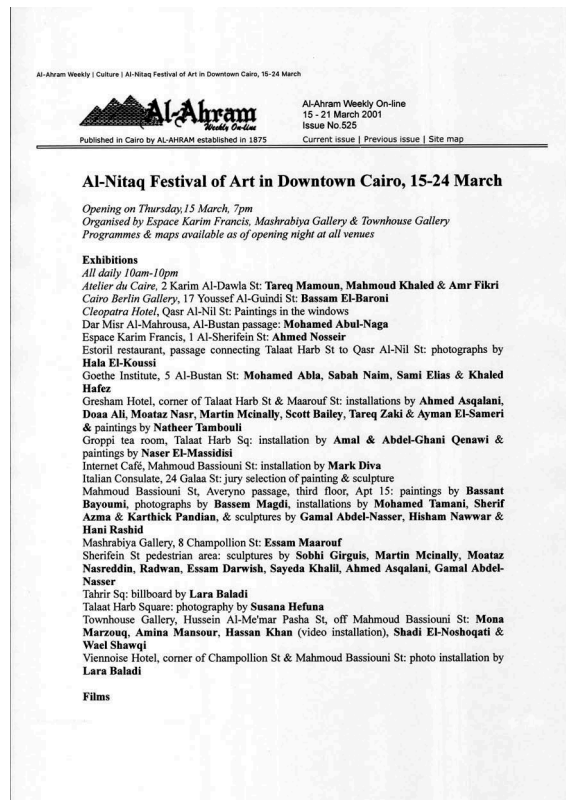 Al-Ahram Weekly | Culture | Al-Nitaq Festival of Art in Downtown Cairo, 15-24 March
Al-Ahram
Weekly On-line
Published in Cairo by AL-AHRAM established in 1875
Al-Ahram Weekly On-line
15 - 21 March 2001
Issue No.525
Current issue | Previous issue | Site map
Al-Nitaq Festival of Art in Downtown Cairo, 15-24 March
Opening on Thursday,15 March, 7pm
Organised by Espace Karim Francis, Mashrabiya Gallery & Townhouse Gallery
Programmes & maps available as of opening night at all venues
Exhibitions
All daily 10am-10pm
Atelier du Caire, 2 Karim Al-Dawla St: Tareq Mamoun, Mahmoud Khaled & Amr Fikri
Cairo Berlin Gallery, 17 Youssef Al-Guindi St: Bassam El-Baroni
Cleopatra Hotel, Qasr Al-Nil St: Paintings in the windows
Dar Misr Al-Mahrousa, Al-Bustan passage: Mohamed Abul-Naga
Espace Karim Francis, 1 Al-Sherifein St: Ahmed Nosseir
Estoril restaurant, passage connecting Talaat Harb St to Qasr Al-Nil St: photographs by
Hala El-Koussi
Goethe Institute, 5 Al-Bustan St: Mohamed Abla, Sabah Naim, Sami Elias & Khaled
Hafez
Gresham Hotel, corner of Talaat Harb St & Maarouf St: installations by Ahmed Asqalani,
Doaa Ali, Moataz Nasr, Martin Mcinally, Scott Bailey, Tareq Zaki & Ayman El-Sameri
& paintings by Natheer Tambouli
Groppi tea room, Talaat Harb Sq: installation by Amal & Abdel-Ghani Qenawi &
paintings by Naser El-Massidisi
Internet Café, Mahmoud Bassiouni St: installation by Mark Diva
Italian Consulate, 24 Galaa St: jury selection of painting & sculpture
Mahmoud Bassiouni St, Averyno passage, third floor, Apt 15: paintings by Bassant
Bayoumi, photographs by Bassem Magdi, installations by Mohamed Tamani, Sherif
Azma & Karthick Pandian, & sculptures by Gamal Abdel-Nasser, Hisham Nawwar &
Hani Rashid
Mashrabiya Gallery, 8 Champollion St: Essam Maarouf
Sherifein St pedestrian area: sculptures by Sobhi Girguis, Martin Mcinally, Moataz
Nasreddin, Radwan, Essam Darwish, Sayeda Khalil, Ahmed Asqalani, Gamal Abdel-
Nasser
Tahrir Sq: billboard by Lara Baladi
Talaat Harb Square: photography by Susana Hefuna
Townhouse Gallery, Hussein Al-Me'mar Pasha St, off Mahmoud Bassiouni St: Mona
Marzouq, Amina Mansour, Hassan Khan (video installation), Shadi El-Noshoqati &
Wael Shawqi
Viennoise Hotel, corner of Champollion St & Mahmoud Bassiouni St: photo installation by
Lara Baladi
Films